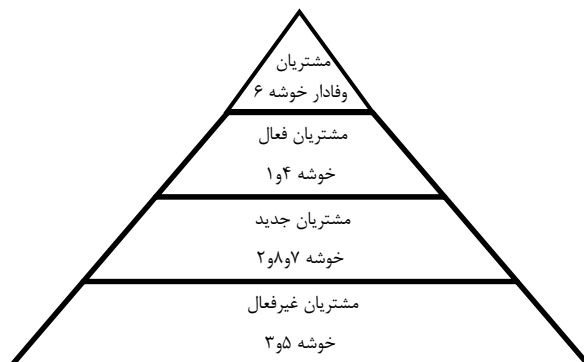 مشتریان
وفادار خوشه ۶
مشتریان فعال
خوشه ۴و۱
مشتریان جدید
خوشه ۷و۸و۲
مشتریان غیرفعال
خوشه ۵و۳